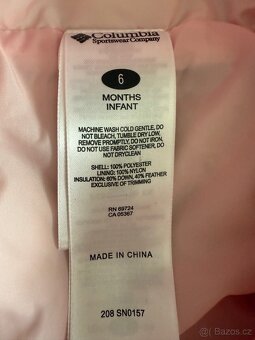 Columbia
Sportswear Company
6
MONTHS
INFANT
MACHINE WASH COLD GENTLE, DO
NOT BLEACH, TUMBLE DRY LOW,
REMOVE PROMPTLY, DO NOT IRON,
DO NOT USE FABRIC SOFTENER, DO
NOT DRYCLEAN
SHELL: 100% POLYESTER
LINING: 100% NYLON
INSULATION: 60% DOWN, 40% FEATHER
EXCLUSIVE OF TRIMMING
RN 69724
CA 05367
MADE IN CHINA
208 SN0157
Bazoš.cz